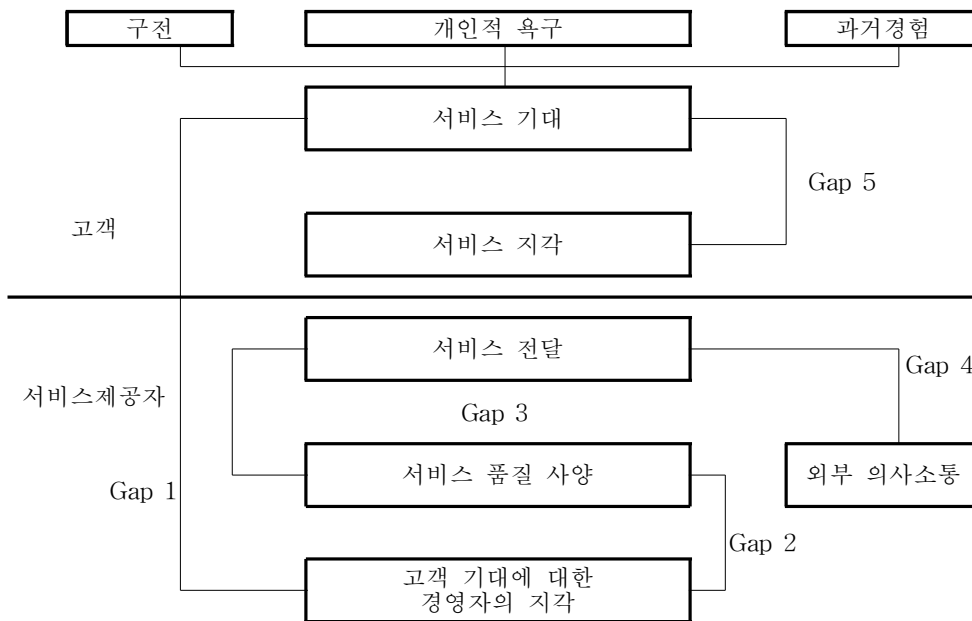 구전
개인적 욕구
과거경험
서비스 기대
Gap 5
고객
서비스 지각
서비스 전달
Gap 4
서비스제공자
Gap 3
서비스 품질 사양
외부 의사소통
Gap 1
Gap 2
고객 기대에 대한
경영자의 지각